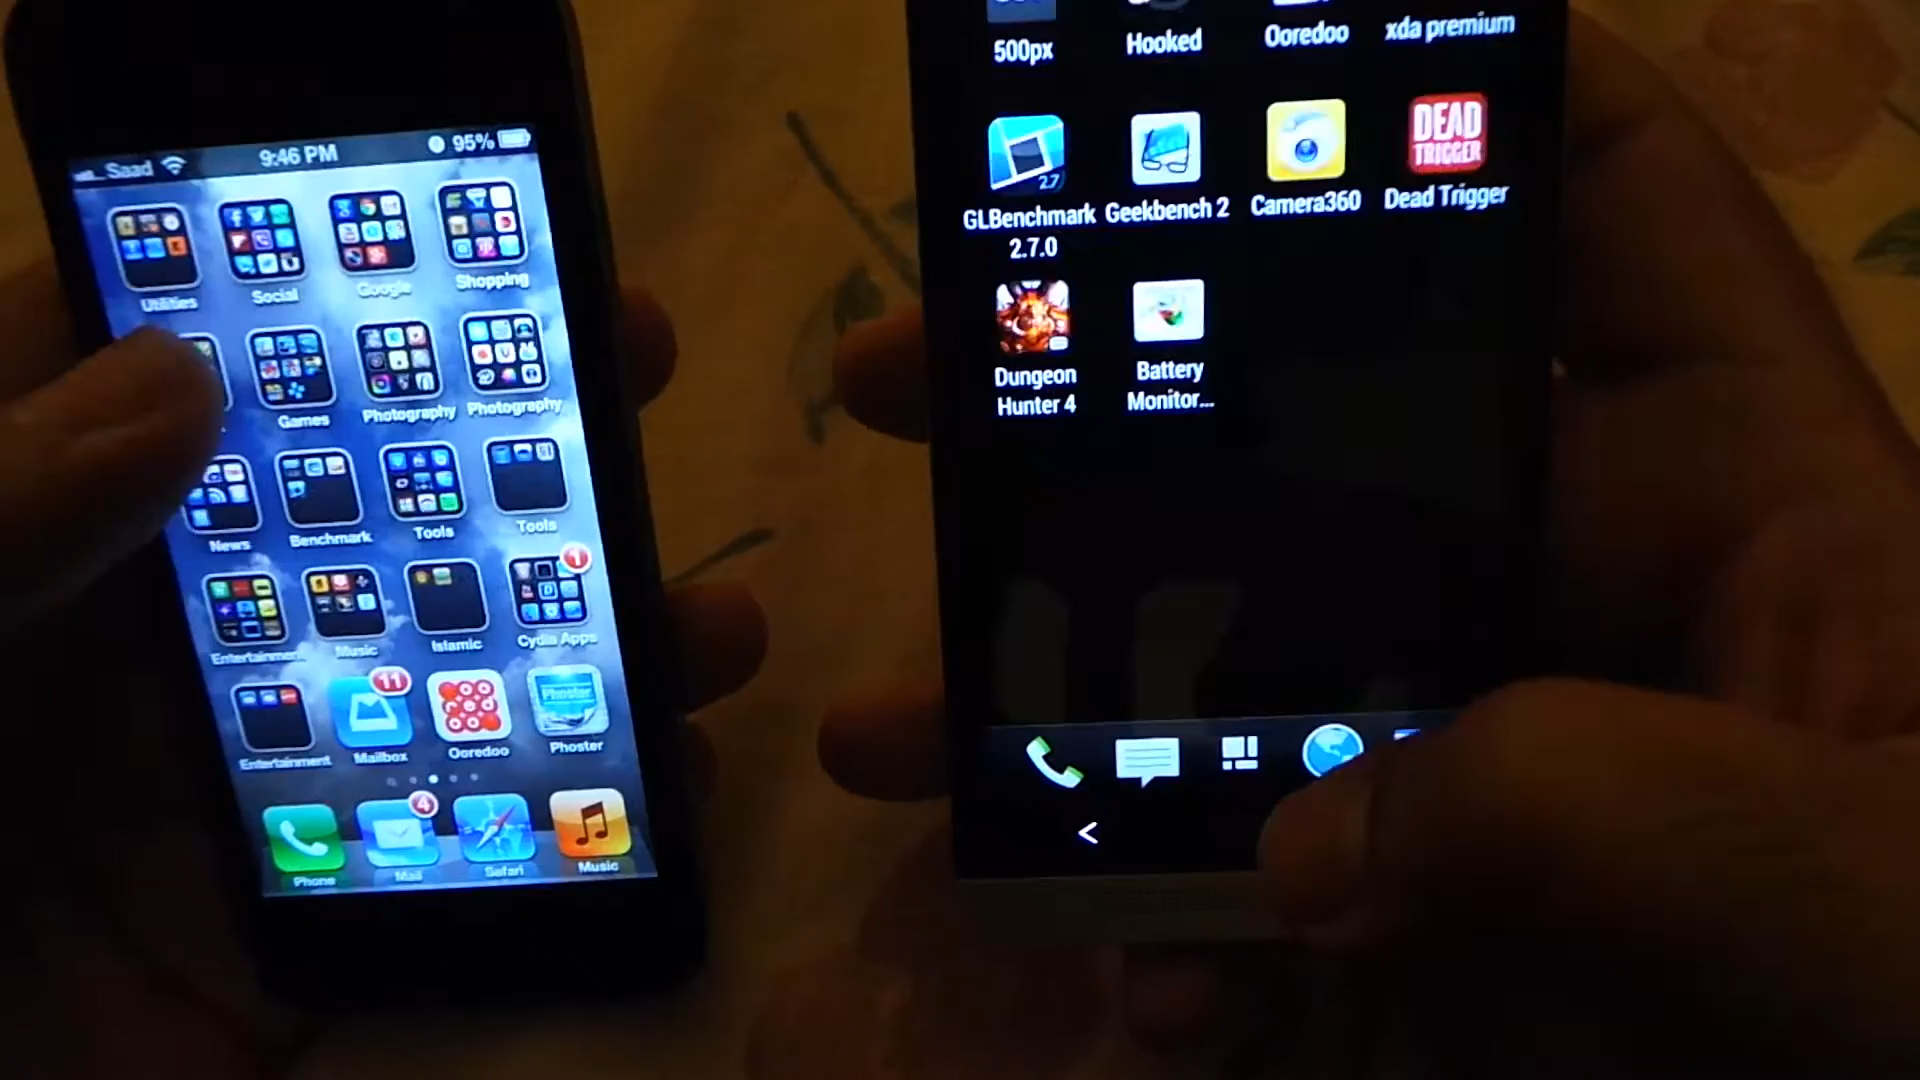 Saad
9:46 PM
95%
Utilities
Social
Google
Shopping
Games
Photography
Photography
News
Benchmark
Tools
Tools
Entertainmen
Music
Islamic
1
Cydia Apps
Entertainment
11
Mailbox
Ooredoo
Phoster
Phoster
Phone
4
Mail
Safari
Music
500px
Hooked
Ooredoo
xda premium
2.7
GLBenchmark
2.7.0
Geekbench 2
Camera360
DEAD
TRIGGER
Dead Trigger
Dungeon
Hunter 4
Battery
Monitor...